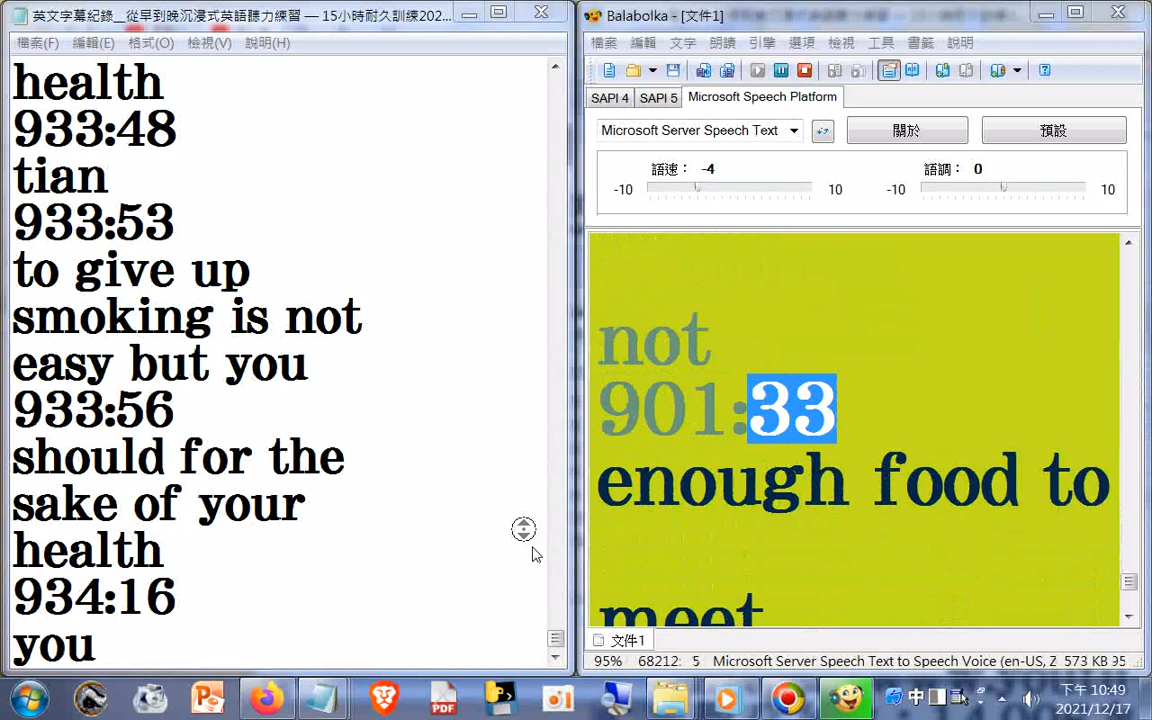 英文字幕紀錄__從早到晚沉浸式英語聽力練習 — 15小時耐久訓練202...
檔案(F) 編輯(E) 格式(O) 檢視(V) 說明(H)
health
933:48
tian
933:53
to give up
smoking is not
easy but you
933:56
should for the
sake of your
health
934:16
you
Balabolka - [文件1]
檔案 編輯 文字 朗讀 引擎 選項 檢視 工具 書籤 說明
SAPI 4 SAPI 5 Microsoft Speech Platform
Microsoft Server Speech Text 關於 預設
語速： -4 語調： 0
-10 10 -10 10
not
901:33
enough food to
meet
文件1
95% 68212: 5 Microsoft Server Speech Text to Speech Voice (en-US, Z 573 KB 95
中
下午 10:49
2021/12/17